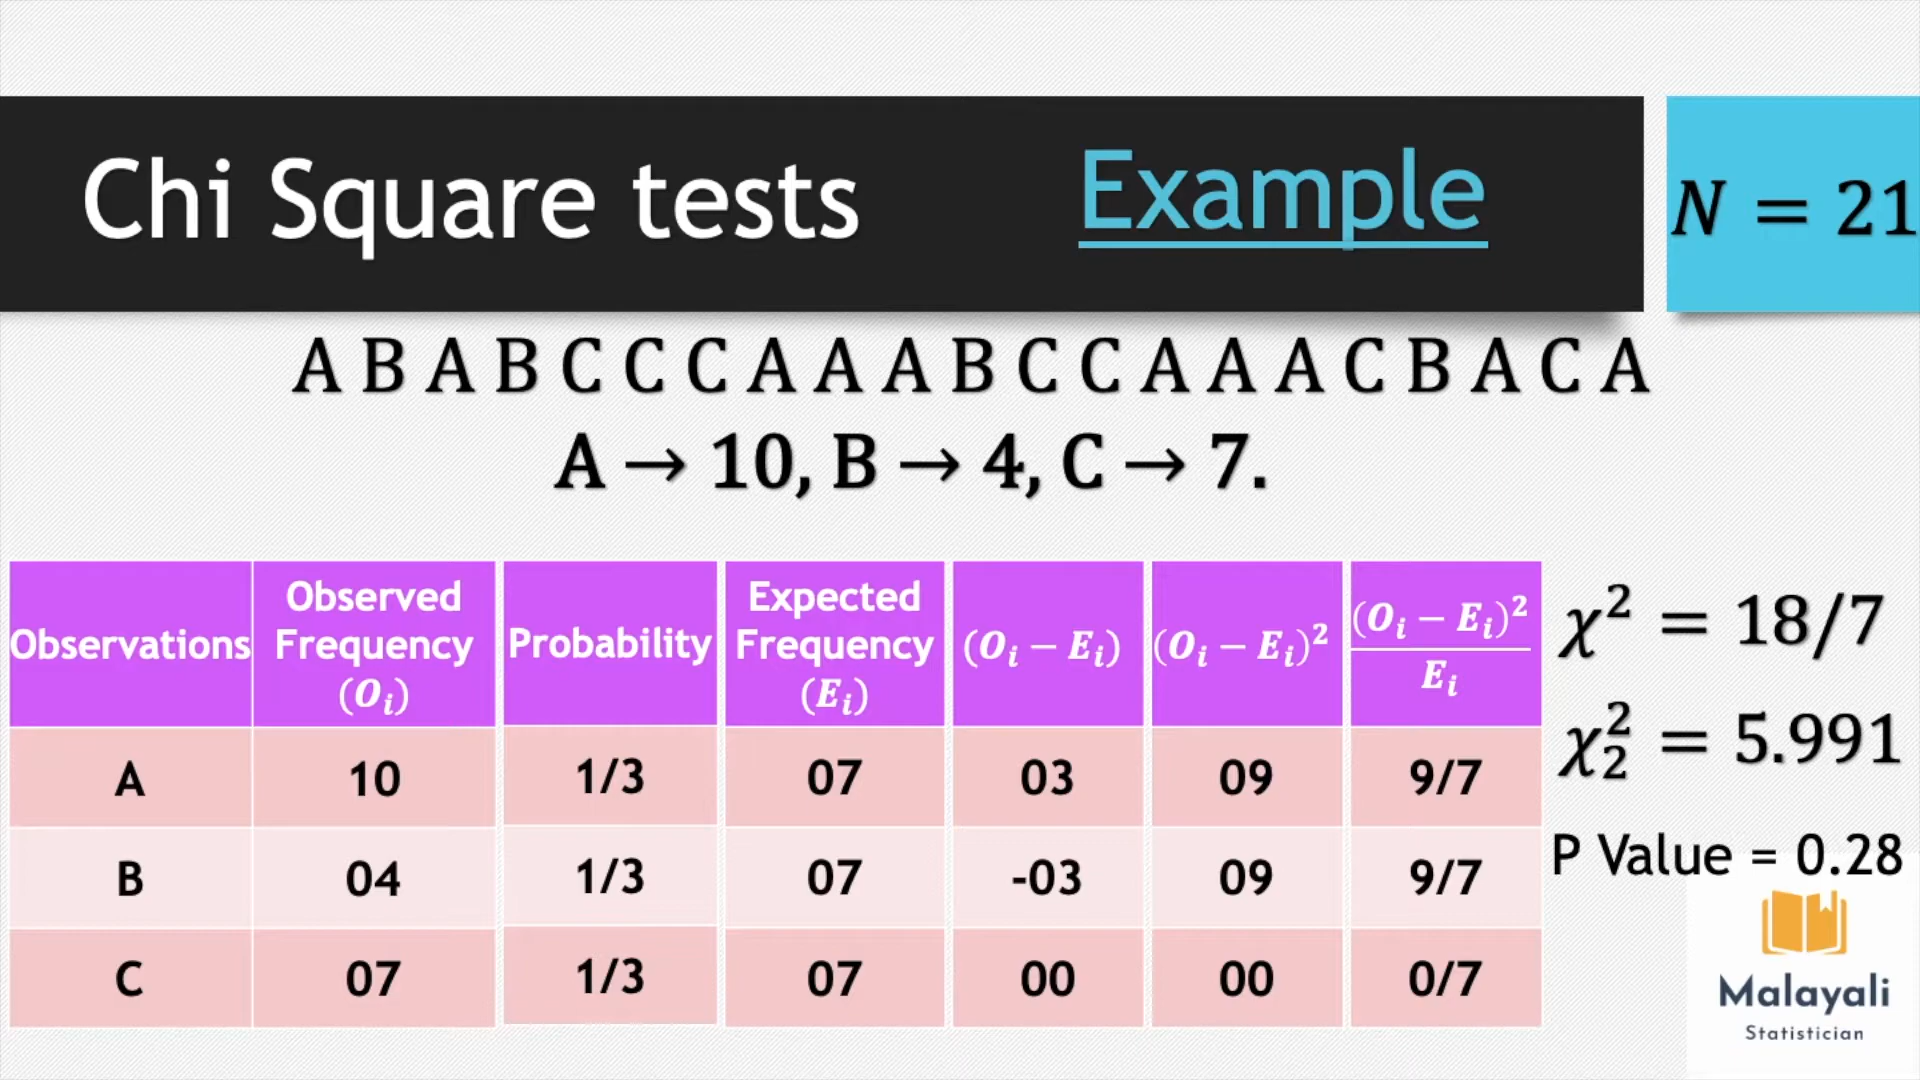 Chi Square tests Example N = 21
A B A B C C C A A A B C C A A A C B A C A
A → 10, B → 4, C → 7.
Observations Observed Frequency (Oᵢ) Probability Expected Frequency (Eᵢ) (Oᵢ − Eᵢ) (Oᵢ − Eᵢ)² (Oᵢ − Eᵢ)²/Eᵢ
A 10 1/3 07 03 09 9/7
B 04 1/3 07 -03 09 9/7
C 07 1/3 07 00 00 0/7
χ² = 18/7
χ₂² = 5.991
P Value = 0.28
Malayali
Statistician